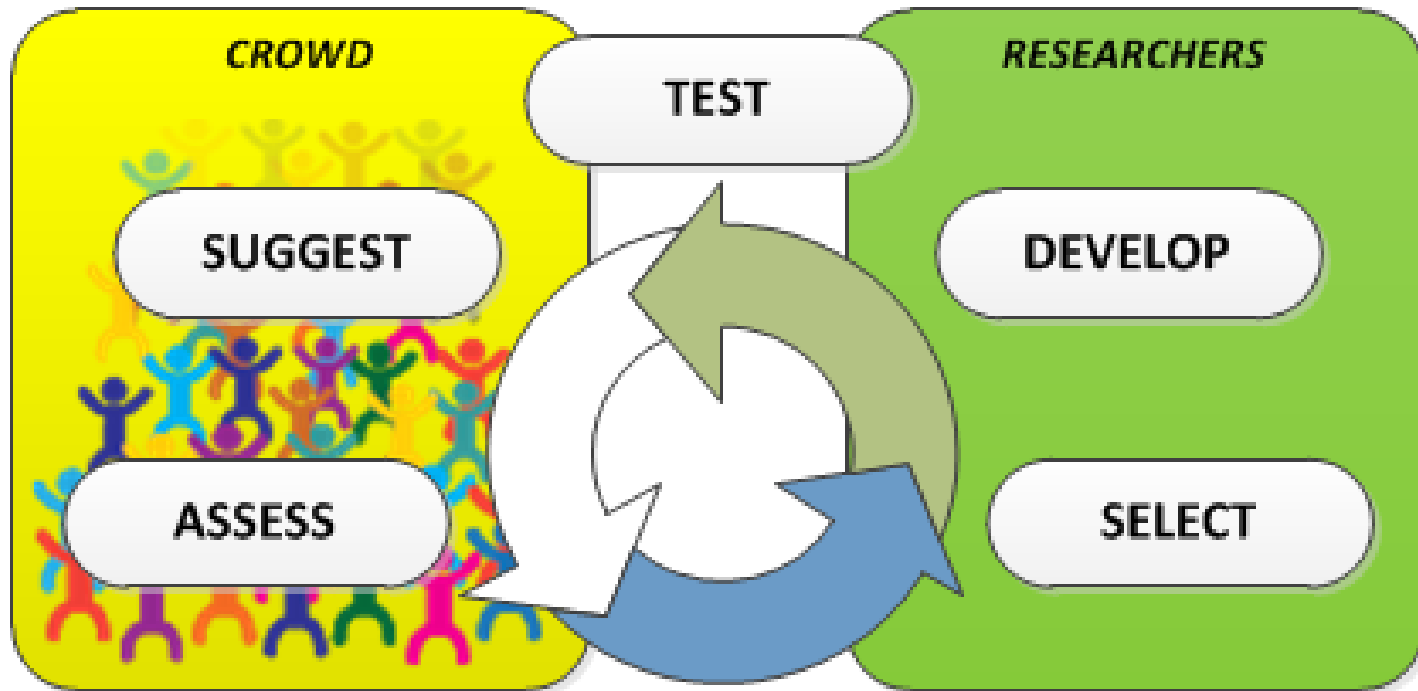 CROWD
RESEARCHERS
TEST
SUGGEST
DEVELOP
ASSESS
SELECT